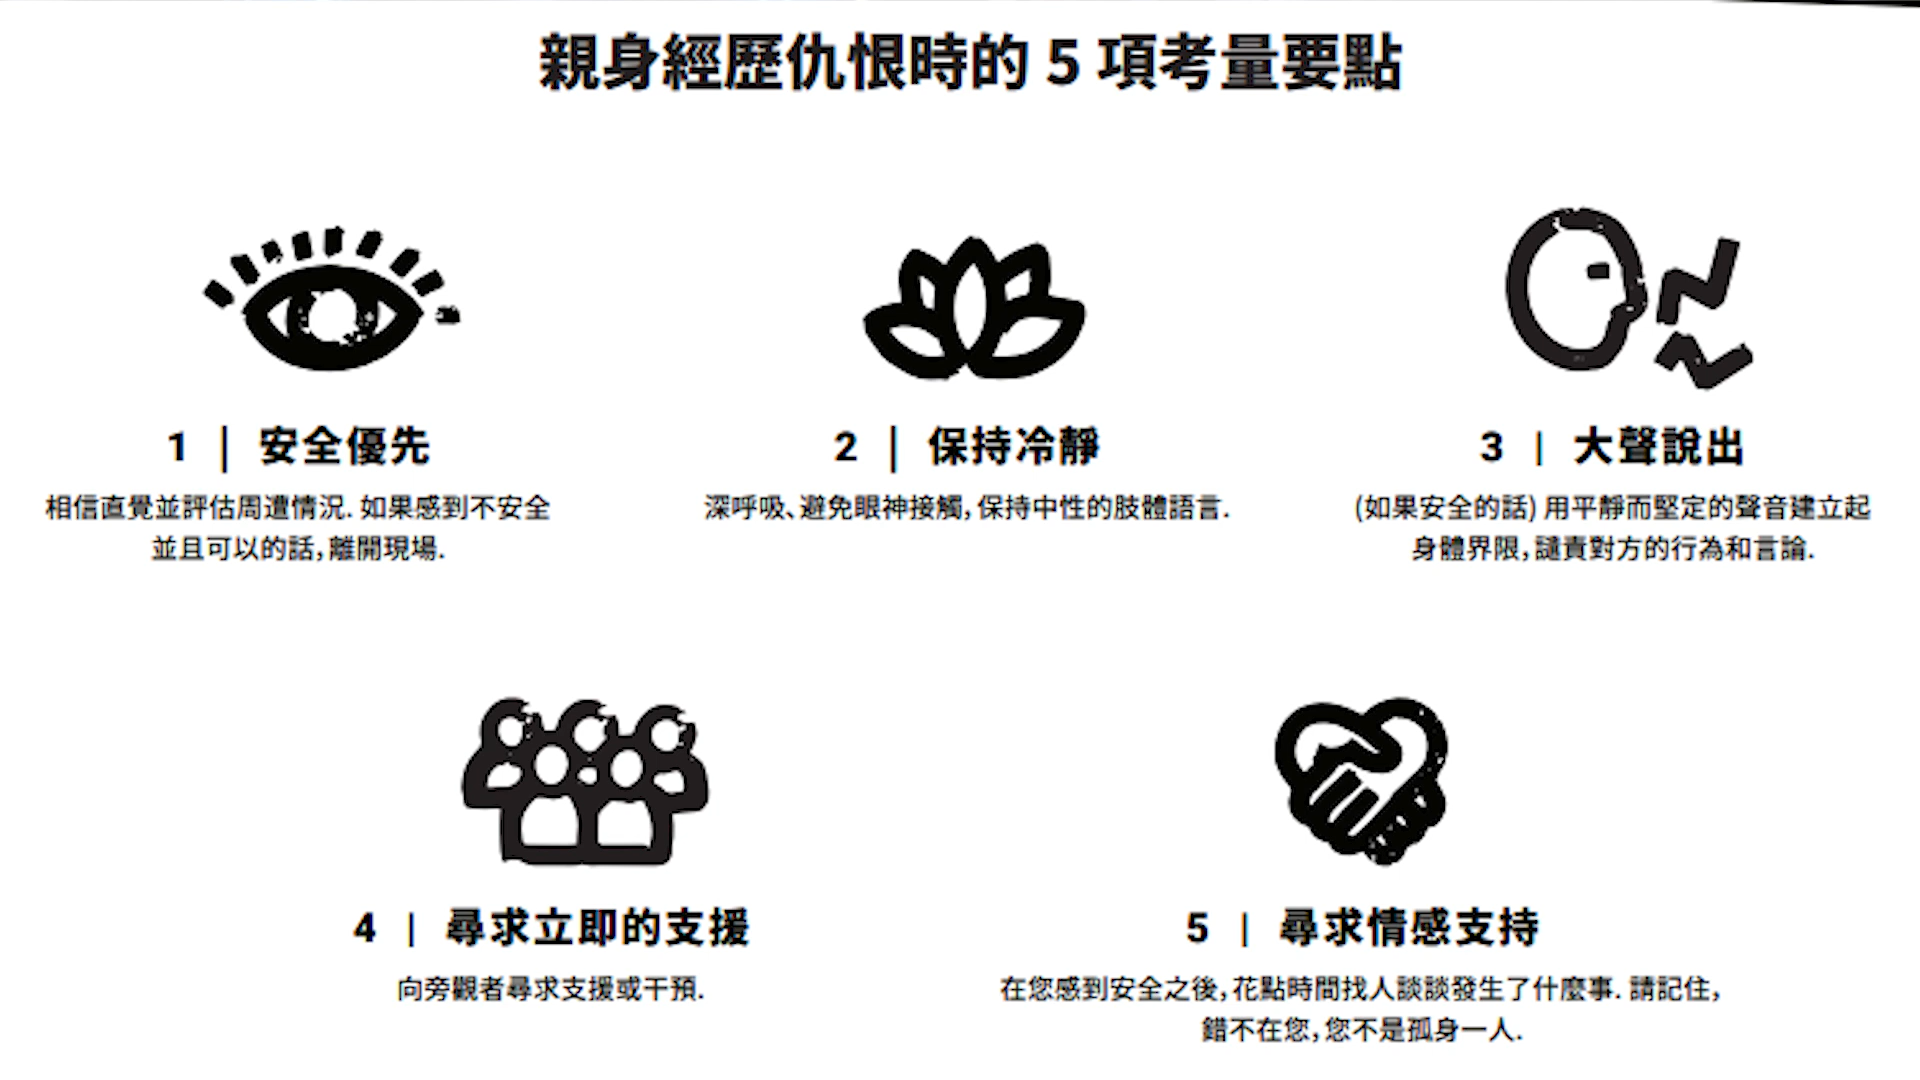 親身經歷仇恨時的 5 項考量要點
1 | 安全優先
相信直覺並評估周遭情況. 如果感到不安全
並且可以的話, 離開現場.
2 | 保持冷靜
深呼吸、避免眼神接觸, 保持中性的肢體語言.
3 | 大聲說出
(如果安全的話) 用平靜而堅定的聲音建立起
身體界限, 譴責對方的行為和言論.
4 | 尋求立即的支援
向旁觀者尋求支援或干預.
5 | 尋求情感支持
在您感到安全之後, 花點時間找人談談發生了什麼事. 請記住,
錯不在您, 您不是孤身一人.